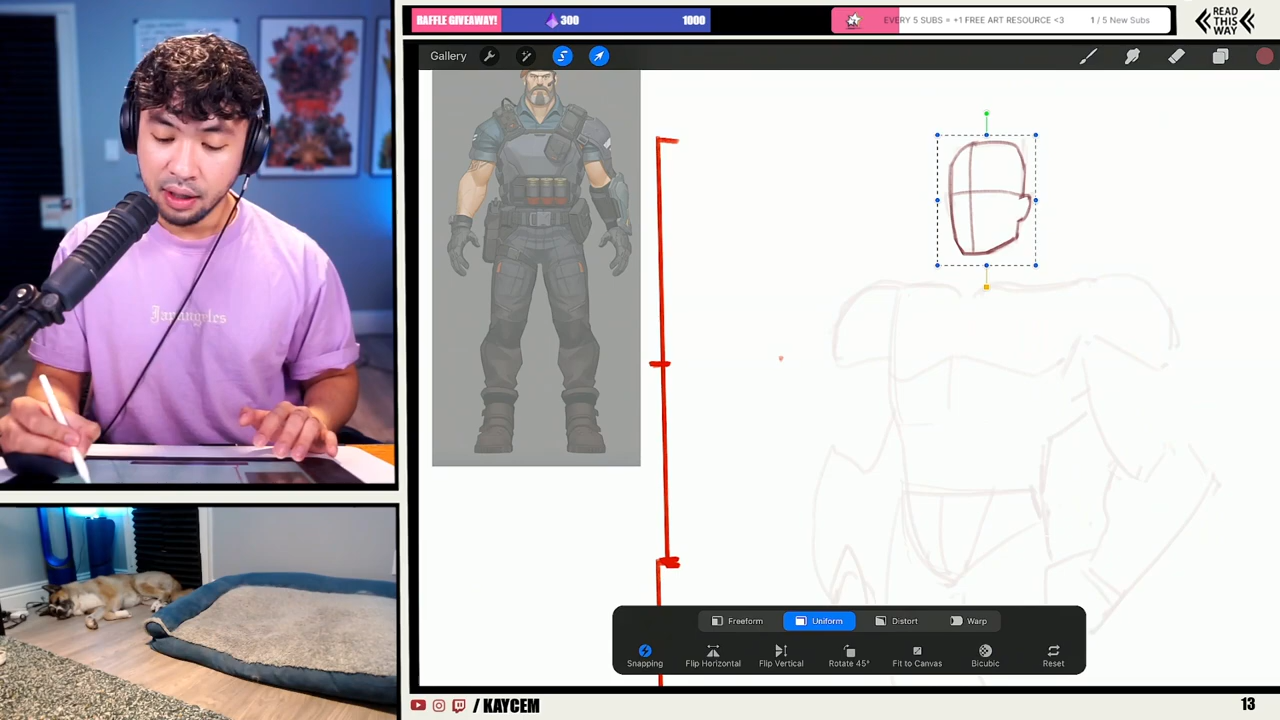 RAFFLE GIVEAWAY!
300
1000
EVERY 5 SUBS = +1 FREE ART RESOURCE <3
1 / 5 New Subs
READ
THIS
WAY
Gallery
Japangeles
Freeform
Uniform
Distort
Warp
Snapping
Flip Horizontal
Flip Vertical
Rotate 45°
Fit to Canvas
Bicubic
Reset
/ KAYCEM
13